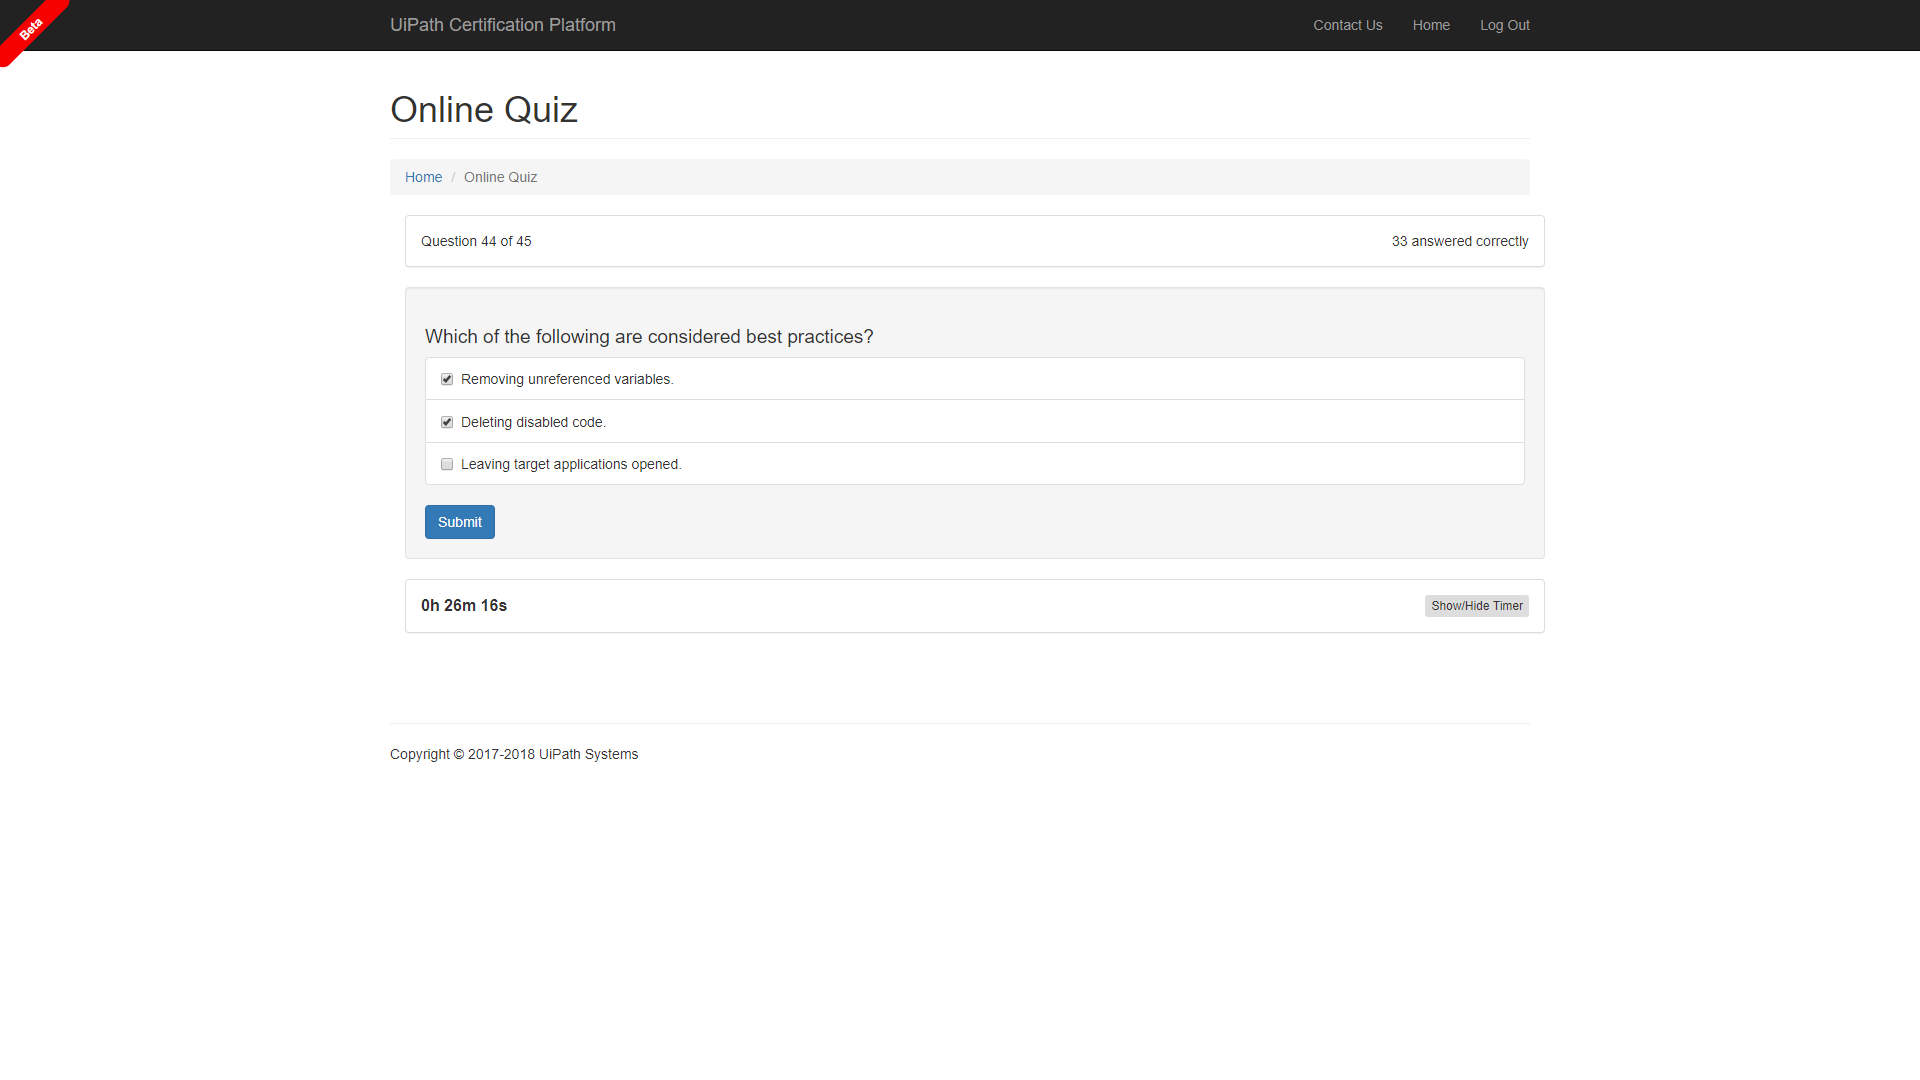 Beta
UiPath Certification Platform
Contact Us
Home
Log Out
Online Quiz
Home / Online Quiz
Question 44 of 45
33 answered correctly
Which of the following are considered best practices?
Removing unreferenced variables.
Deleting disabled code.
Leaving target applications opened.
Submit
0h 26m 16s
Show/Hide Timer
Copyright © 2017-2018 UiPath Systems